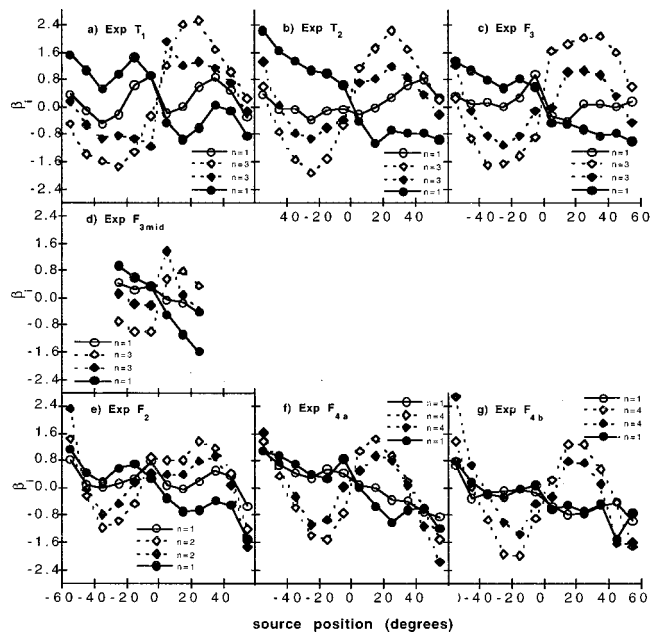 a) Exp T1
b) Exp T2
c) Exp F3
2.4
1.6
0.8
-0.0
-0.8
-1.6
-2.4
βi
n=1
n=3
n=3
n=1
n=1
n=3
n=3
n=1
n=1
n=3
n=3
n=1
40 -20 0 20 40
40 -20 0 20 40 60
d) Exp F3mid
2.4
1.6
0.8
-0.0
-0.8
-1.6
-2.4
βi
n=1
n=3
n=3
n=1
e) Exp F2
f) Exp F4a
g) Exp F4b
n=1
n=4
n=4
n=1
n=1
n=4
n=4
n=1
2.4
1.6
0.8
-0.0
-0.8
-1.6
-2.4
βi
n=1
n=2
n=2
n=1
-60 -40 -20 0 20 40
-40 -20 0 20 40
)0 -40 -20 0 20 40 60
source position (degrees)